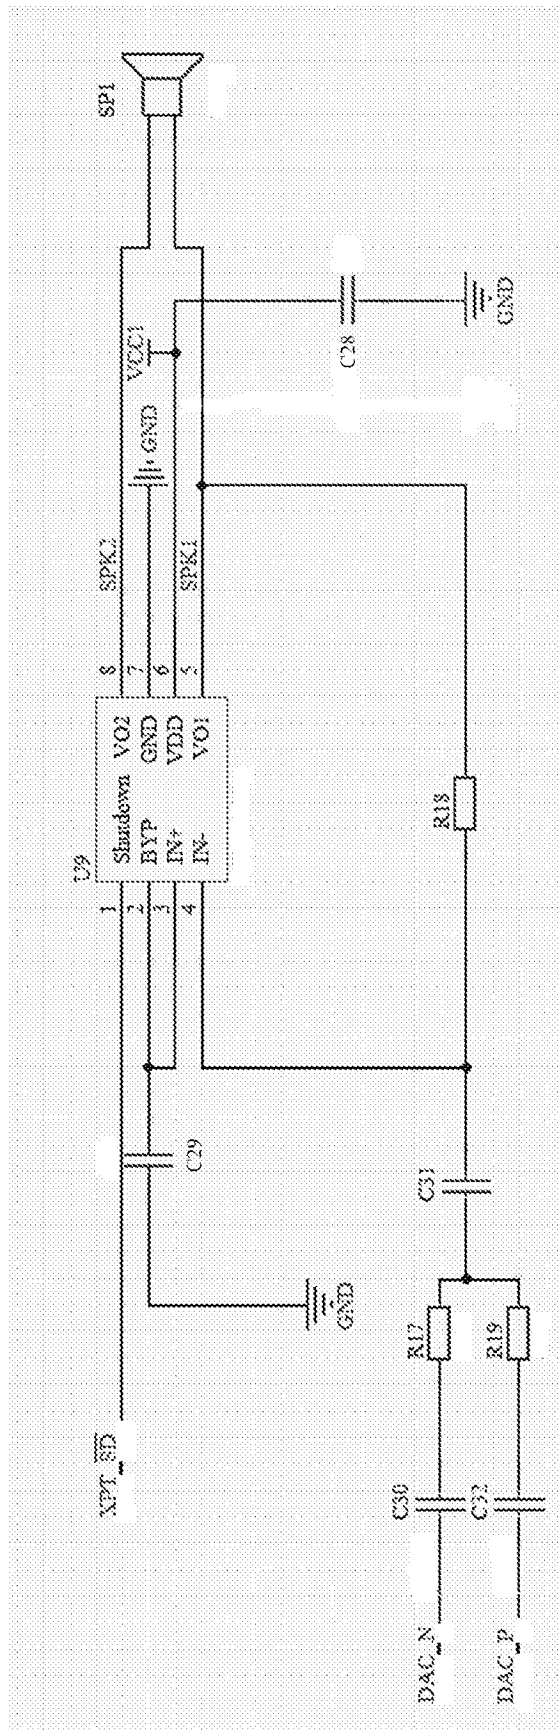 SP1
VCC1
GND
C28
GND
SPK2
SPK1
8
7
6
5
U9
Shutdown VO2
BYP GND
IN+ VDD
IN- VO1
1
2
3
4
R18
C29
GND
C31
R17
R19
XPT_SD
C30
C32
DAC_N
DAC_P